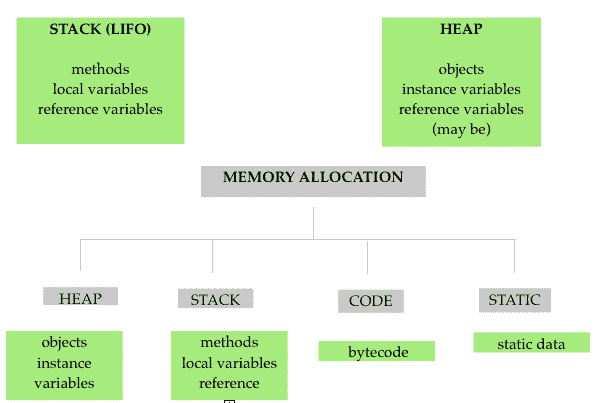 STACK (LIFO)
methods
local variables
reference variables
HEAP
objects
instance variables
reference variables
(may be)
MEMORY ALLOCATION
HEAP
objects
instance
variables
STACK
methods
local variables
reference
CODE
bytecode
STATIC
static data